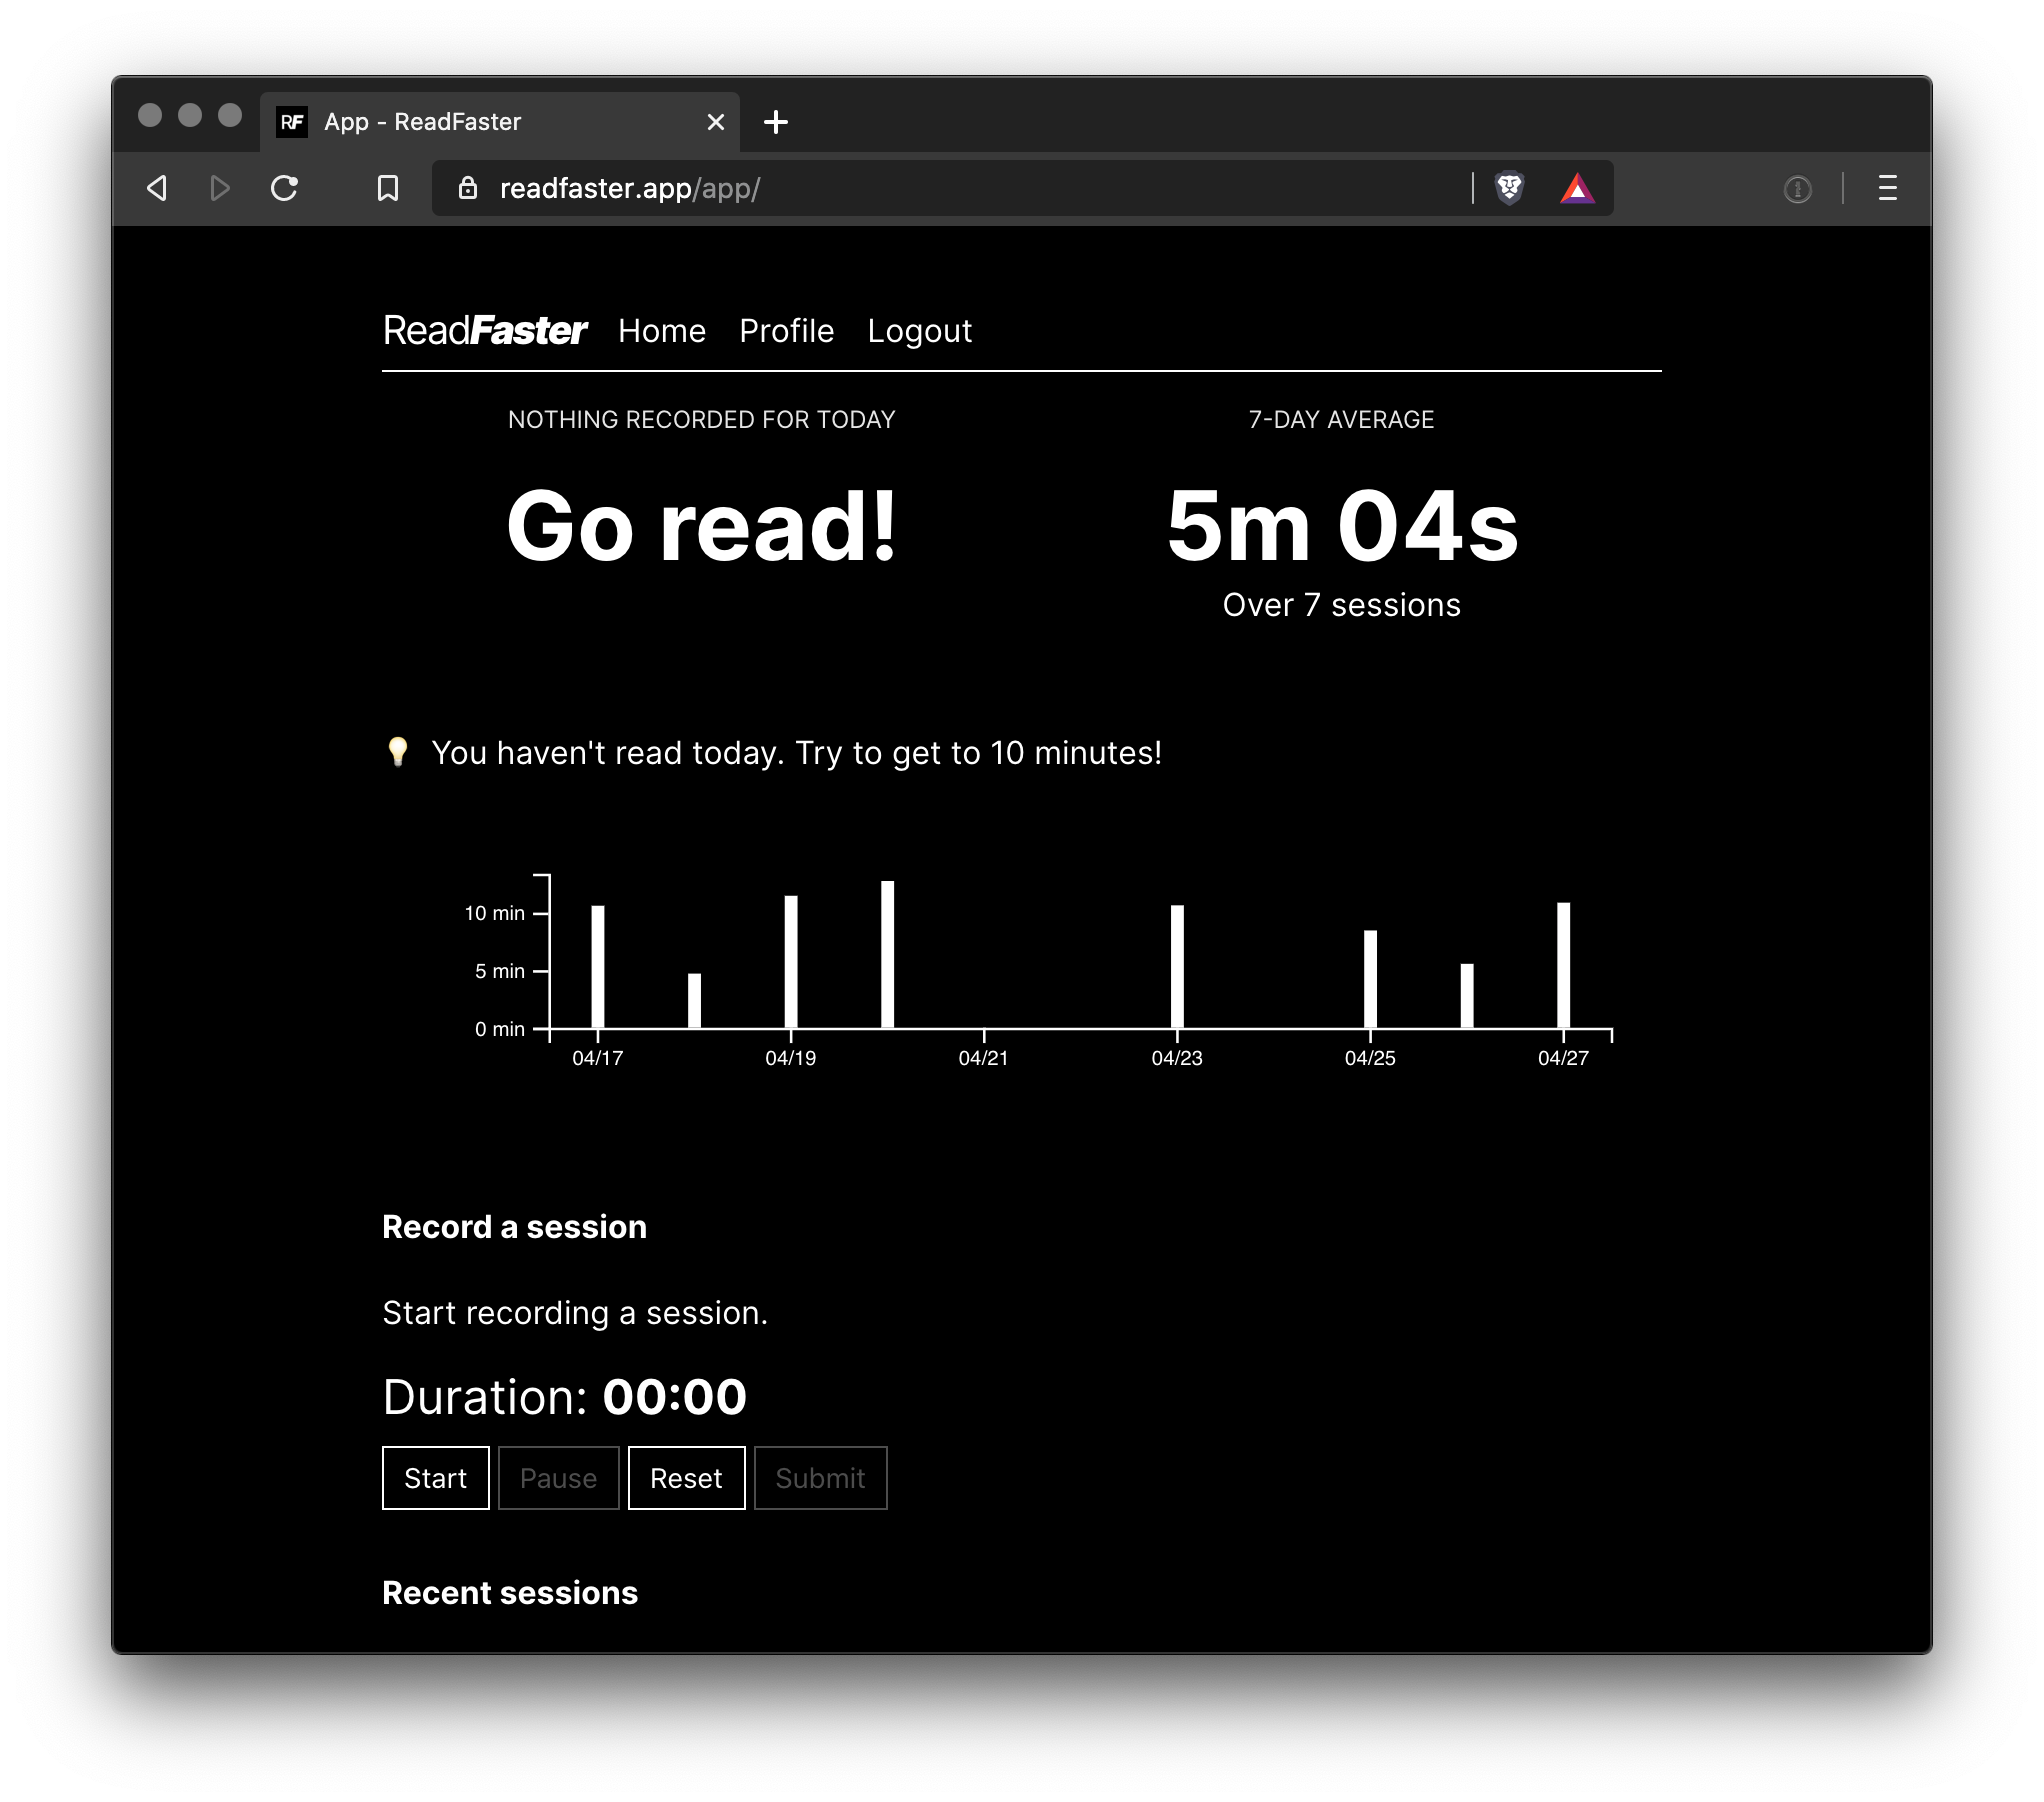 RF App - ReadFaster
readfaster.app/app/
ReadFaster Home Profile Logout
NOTHING RECORDED FOR TODAY
Go read!
7-DAY AVERAGE
5m 04s
Over 7 sessions
You haven't read today. Try to get to 10 minutes!
10 min
5 min
0 min
04/17 04/19 04/21 04/23 04/25 04/27
Record a session
Start recording a session.
Duration: 00:00
Start Pause Reset Submit
Recent sessions